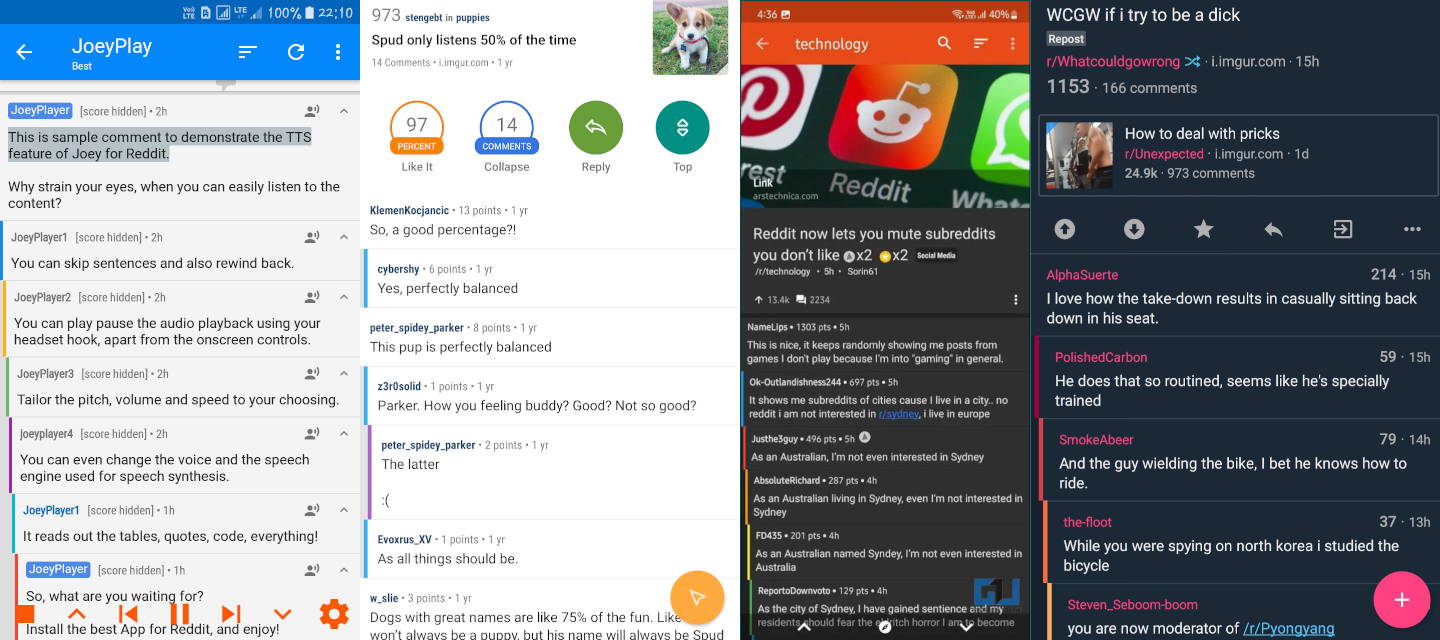 VoI) LTE
R
LTE
100%
22:10
JoeyPlay
Best
JoeyPlayer [score hidden] • 2h
This is sample comment to demonstrate the TTS
feature of Joey for Reddit.
Why strain your eyes, when you can easily listen to the
content?
JoeyPlayer1 [score hidden] • 2h
You can skip sentences and also rewind back.
JoeyPlayer2 [score hidden] • 2h
You can play pause the audio playback using your
headset hook, apart from the onscreen controls.
JoeyPlayer3 [score hidden] • 2h
Tailor the pitch, volume and speed to your choosing.
joeyplayer4 [score hidden] • 2h
You can even change the voice and the speech
engine used for speech synthesis.
JoeyPlayer1 [score hidden] • 1h
It reads out the tables, quotes, code, everything!
JoeyPlayer [score hidden] • 1h
So, what are you waiting for?
Install the best App for Reddit, and enjoy!
973 stengebt in puppies
Spud only listens 50% of the time
14 Comments • i.imgur.com • 1 yr
97
PERCENT
Like It
14
COMMENTS
Collapse
Reply
Top
KlemenKocjancic • 13 points • 1 yr
So, a good percentage?!
cybershy • 6 points • 1 yr
Yes, perfectly balanced
peter_spidey_parker • 8 points • 1 yr
This pup is perfectly balanced
z3r0solid • 1 points • 1 yr
Parker. How you feeling buddy? Good? Not so good?
peter_spidey_parker • 2 points • 1 yr
The latter
:(
Evoxrus_XV • 1 points • 1 yr
As all things should be.
w_slie • 3 points • 1 yr
Dogs with great names are like 75% of the fun. Like
won't always be a puppy, but his name will always be Spud
4:36
40%
technology
rest
Reddit
What
Link
arstechnica.com
Reddit now lets you mute subreddits
you don't like x2 x2 Social Media
/r/technology • 5h • Sorin61
13.4k 2234
NameLips • 1303 pts • 5h
This is nice, it keeps randomly showing me posts from
games I don't play because I'm into "gaming" in general.
Ok-Outlandishness244 • 697 pts • 5h
It shows me subreddits of cities cause I live in a city.. no
reddit i am not interested in r/sydney, i live in europe
Justhe3guy • 496 pts • 5h
As an Australian, I'm not even interested in Sydney
AbsoluteRichard • 287 pts • 4h
As an Australian living in Sydney, even I'm not interested in
Sydney
FD435 • 201 pts • 4h
As an Australian named Syndey, I'm not even interested in
Australia
ReportoDownvoto • 129 pts • 4h
As the city of Sydney, I have gained sentience and my
residents should fear the eldritch horror I am to become
WCGW if i try to be a dick
Repost
r/Whatcouldgowrong · i.imgur.com · 15h
1153 · 166 comments
How to deal with pricks
r/Unexpected · i.imgur.com · 1d
24.9k · 973 comments
AlphaSuerte 214 · 15h
I love how the take-down results in casually sitting back
down in his seat.
PolishedCarbon 59 · 15h
He does that so routined, seems like he's specially
trained
SmokeAbeer 79 · 14h
And the guy wielding the bike, I bet he knows how to
ride.
the-floot 37 · 13h
While you were spying on north korea i studied the
bicycle
Steven_Seboom-boom
you are now moderator of /r/Pyongyang